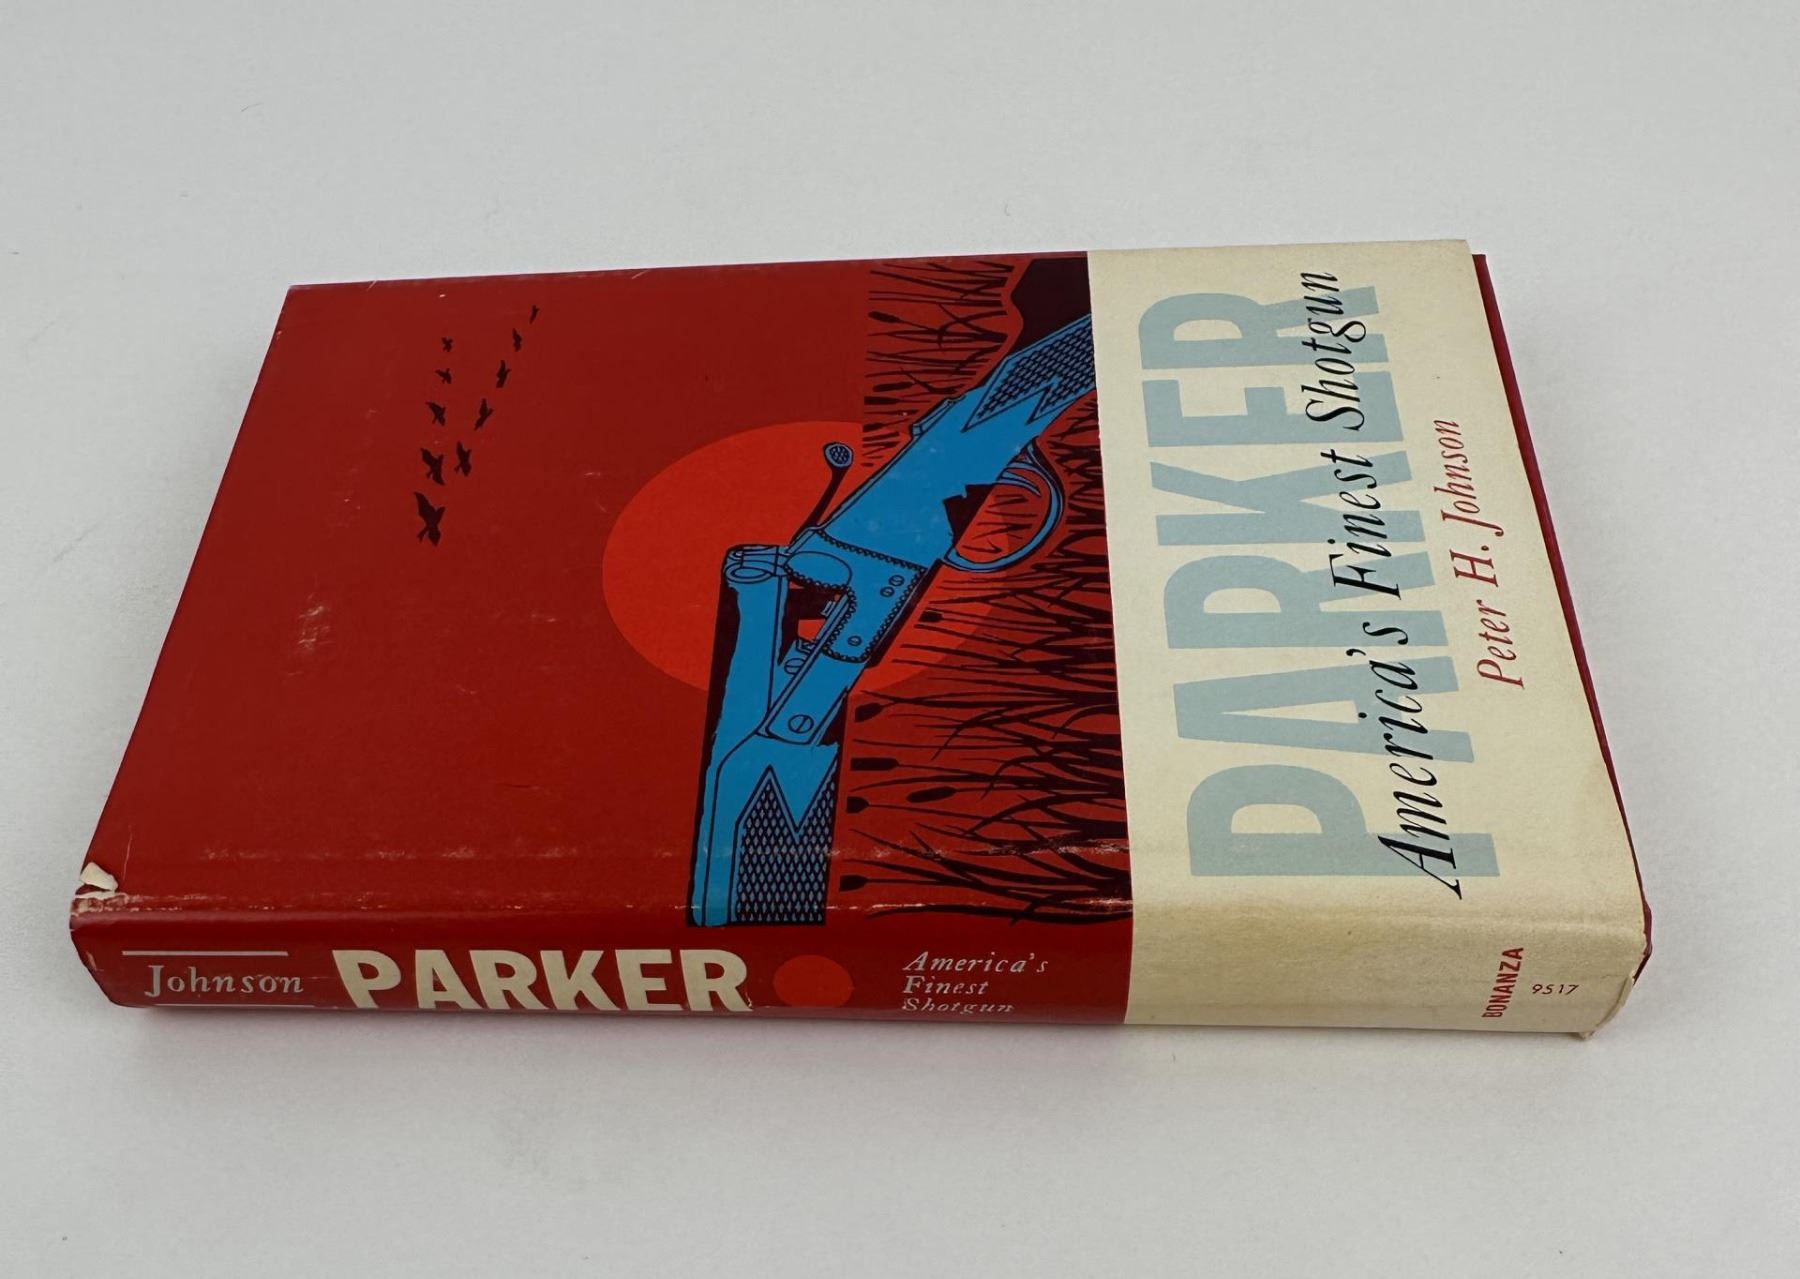 PARKER
America's Finest Shotgun
Peter H. Johnson
Johnson
PARKER
America's
Finest
Shotgun
BONANZA
9517